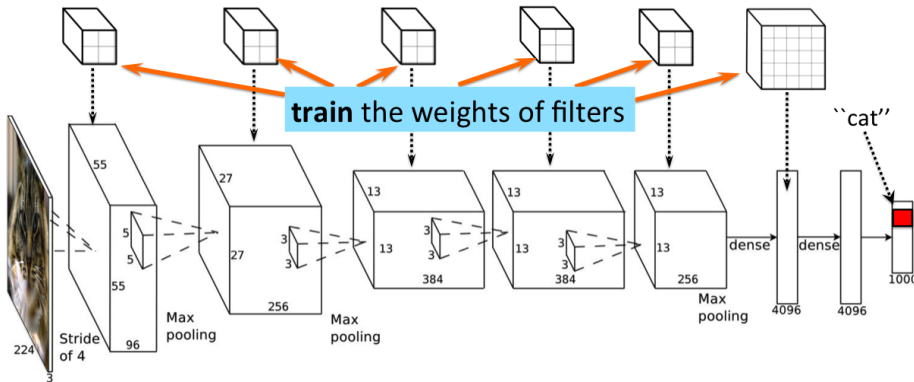 train the weights of filters
``cat''
55
27
13
13
13
5
5
55
27
3
3
13
3
3
13
3
3
13
dense
dense
384
384
256
1000
256
Max
pooling
4096
4096
Max
pooling
Max
pooling
96
Stride
of 4
224
3